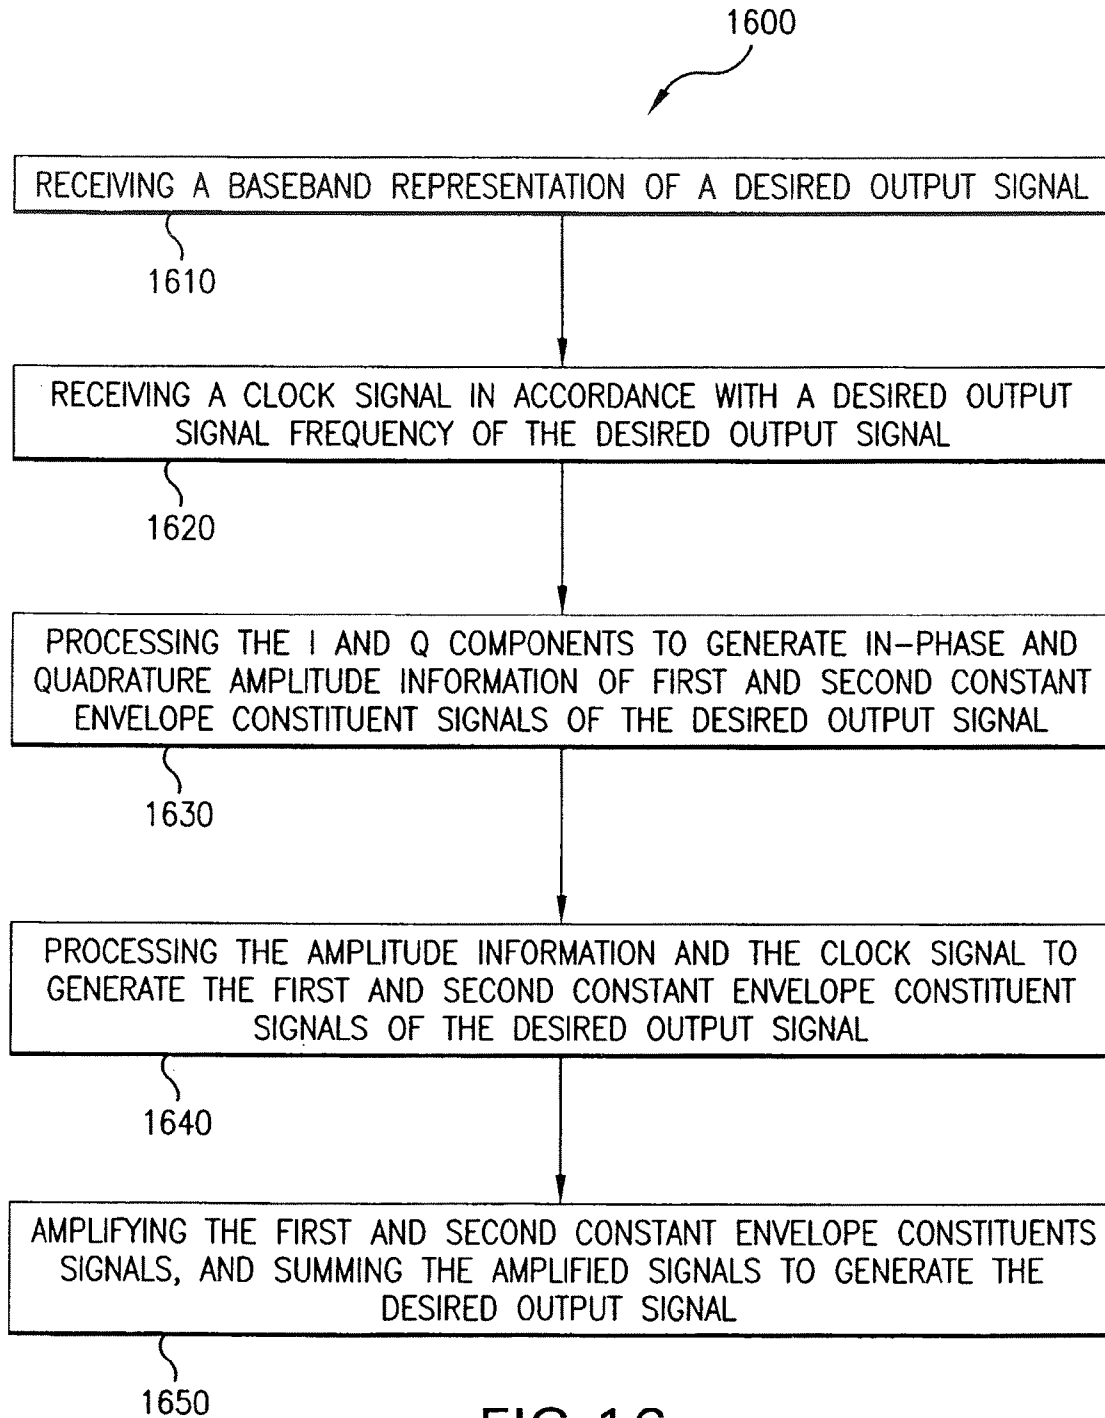 1600
RECEIVING A BASEBAND REPRESENTATION OF A DESIRED OUTPUT SIGNAL
1610
RECEIVING A CLOCK SIGNAL IN ACCORDANCE WITH A DESIRED OUTPUT
SIGNAL FREQUENCY OF THE DESIRED OUTPUT SIGNAL
1620
PROCESSING THE I AND Q COMPONENTS TO GENERATE IN-PHASE AND
QUADRATURE AMPLITUDE INFORMATION OF FIRST AND SECOND CONSTANT
ENVELOPE CONSTITUENT SIGNALS OF THE DESIRED OUTPUT SIGNAL
1630
PROCESSING THE AMPLITUDE INFORMATION AND THE CLOCK SIGNAL TO
GENERATE THE FIRST AND SECOND CONSTANT ENVELOPE CONSTITUENT
SIGNALS OF THE DESIRED OUTPUT SIGNAL
1640
AMPLIFYING THE FIRST AND SECOND CONSTANT ENVELOPE CONSTITUENTS
SIGNALS, AND SUMMING THE AMPLIFIED SIGNALS TO GENERATE THE
DESIRED OUTPUT SIGNAL
1650